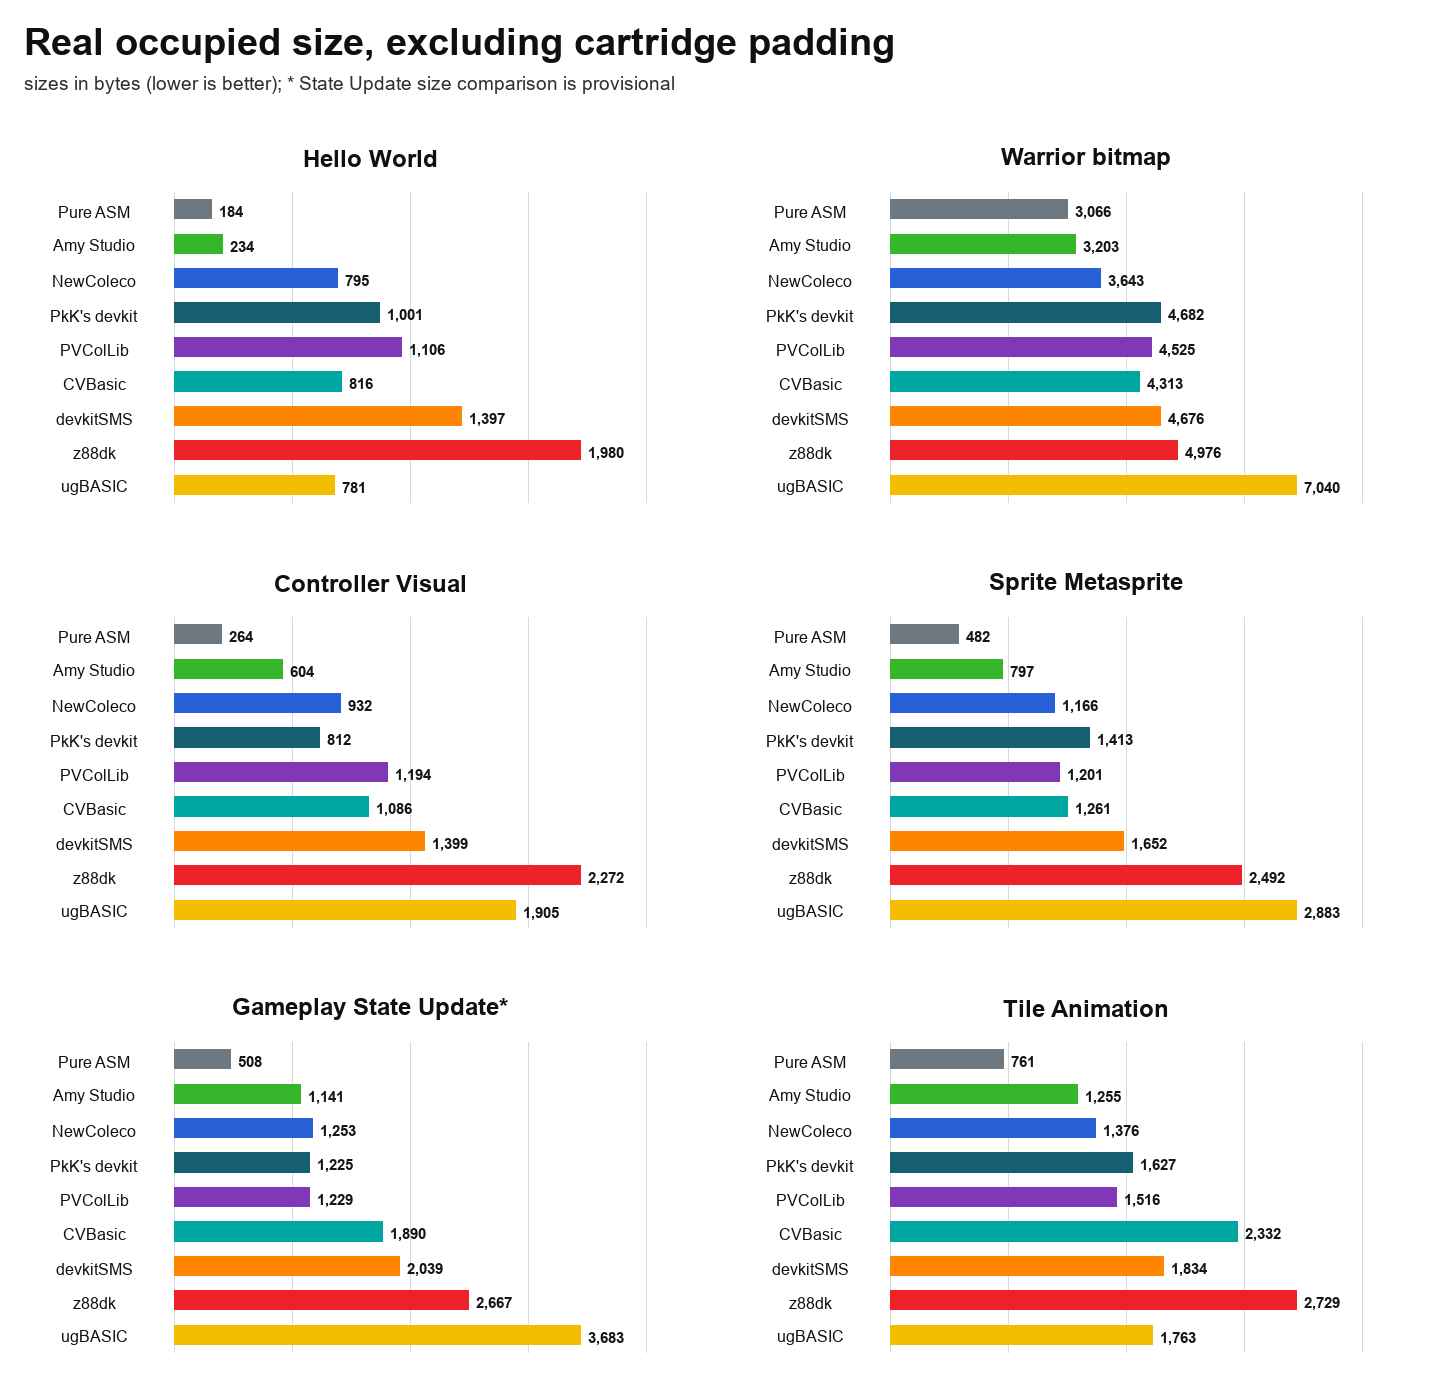 Real occupied size, excluding cartridge padding
sizes in bytes (lower is better); * State Update size comparison is provisional
Hello World
Pure ASM 184
Amy Studio 234
NewColeco 795
PkK's devkit 1,001
PVColLib 1,106
CVBasic 816
devkitSMS 1,397
z88dk 1,980
ugBASIC 781
Warrior bitmap
Pure ASM 3,066
Amy Studio 3,203
NewColeco 3,643
PkK's devkit 4,682
PVColLib 4,525
CVBasic 4,313
devkitSMS 4,676
z88dk 4,976
ugBASIC 7,040
Controller Visual
Pure ASM 264
Amy Studio 604
NewColeco 932
PkK's devkit 812
PVColLib 1,194
CVBasic 1,086
devkitSMS 1,399
z88dk 2,272
ugBASIC 1,905
Sprite Metasprite
Pure ASM 482
Amy Studio 797
NewColeco 1,166
PkK's devkit 1,413
PVColLib 1,201
CVBasic 1,261
devkitSMS 1,652
z88dk 2,492
ugBASIC 2,883
Gameplay State Update*
Pure ASM 508
Amy Studio 1,141
NewColeco 1,253
PkK's devkit 1,225
PVColLib 1,229
CVBasic 1,890
devkitSMS 2,039
z88dk 2,667
ugBASIC 3,683
Tile Animation
Pure ASM 761
Amy Studio 1,255
NewColeco 1,376
PkK's devkit 1,627
PVColLib 1,516
CVBasic 2,332
devkitSMS 1,834
z88dk 2,729
ugBASIC 1,763